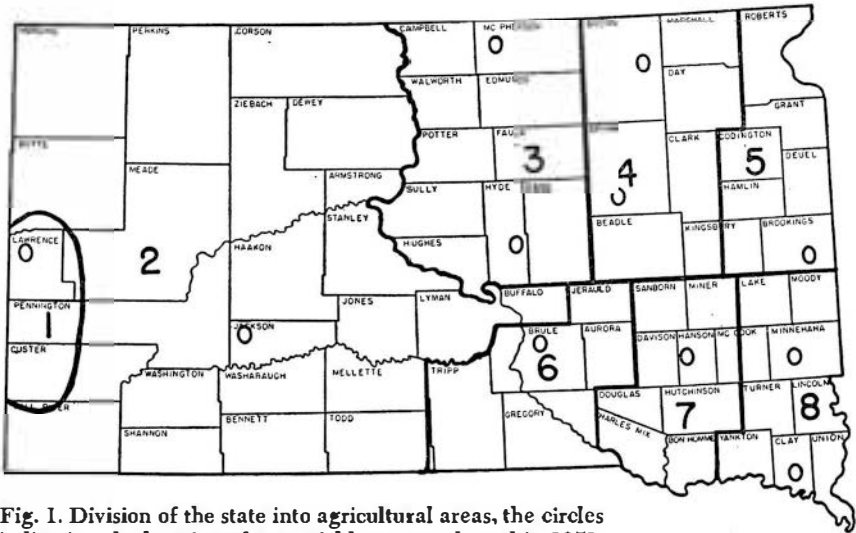 PERKINS
CORSON
CAMPBELL
MC PHERSON
MARSHALL
ROBERTS
0
0
WALWORTH
EDMUNDS
DAY
ZIEBACH
DEWEY
GRANT
BUTTE
POTTER
FAULK
3
CLARK
CODINGTON
4
5
DEUEL
MEADE
ARMSTRONG
SULLY
HYDE
0
HAMLIN
STANLEY
BEADLE
KINGSBURY
BROOKINGS
LAWRENCE
0
2
HAAKON
HUGHES
0
0
PENNINGTON
1
JONES
LYMAN
BUFFALO
JERAULD
SANBORN
MINER
LAKE
MOODY
JACKSON
0
BRULE
0
AURORA
DAVISON
HANSON
MC COOK
MINNEHAHA
0
0
CUSTER
6
WASHINGTON
WASHABAUGH
MELLETTE
TRIPP
DOUGLAS
HUTCHINSON
TURNER
LINCOLN
7
8
GREGORY
CHARLES MIX
SHANNON
BENNETT
TODD
BON HOMME
YANKTON
CLAY
UNION
0
Fig. 1. Division of the state into agricultural areas, the circles